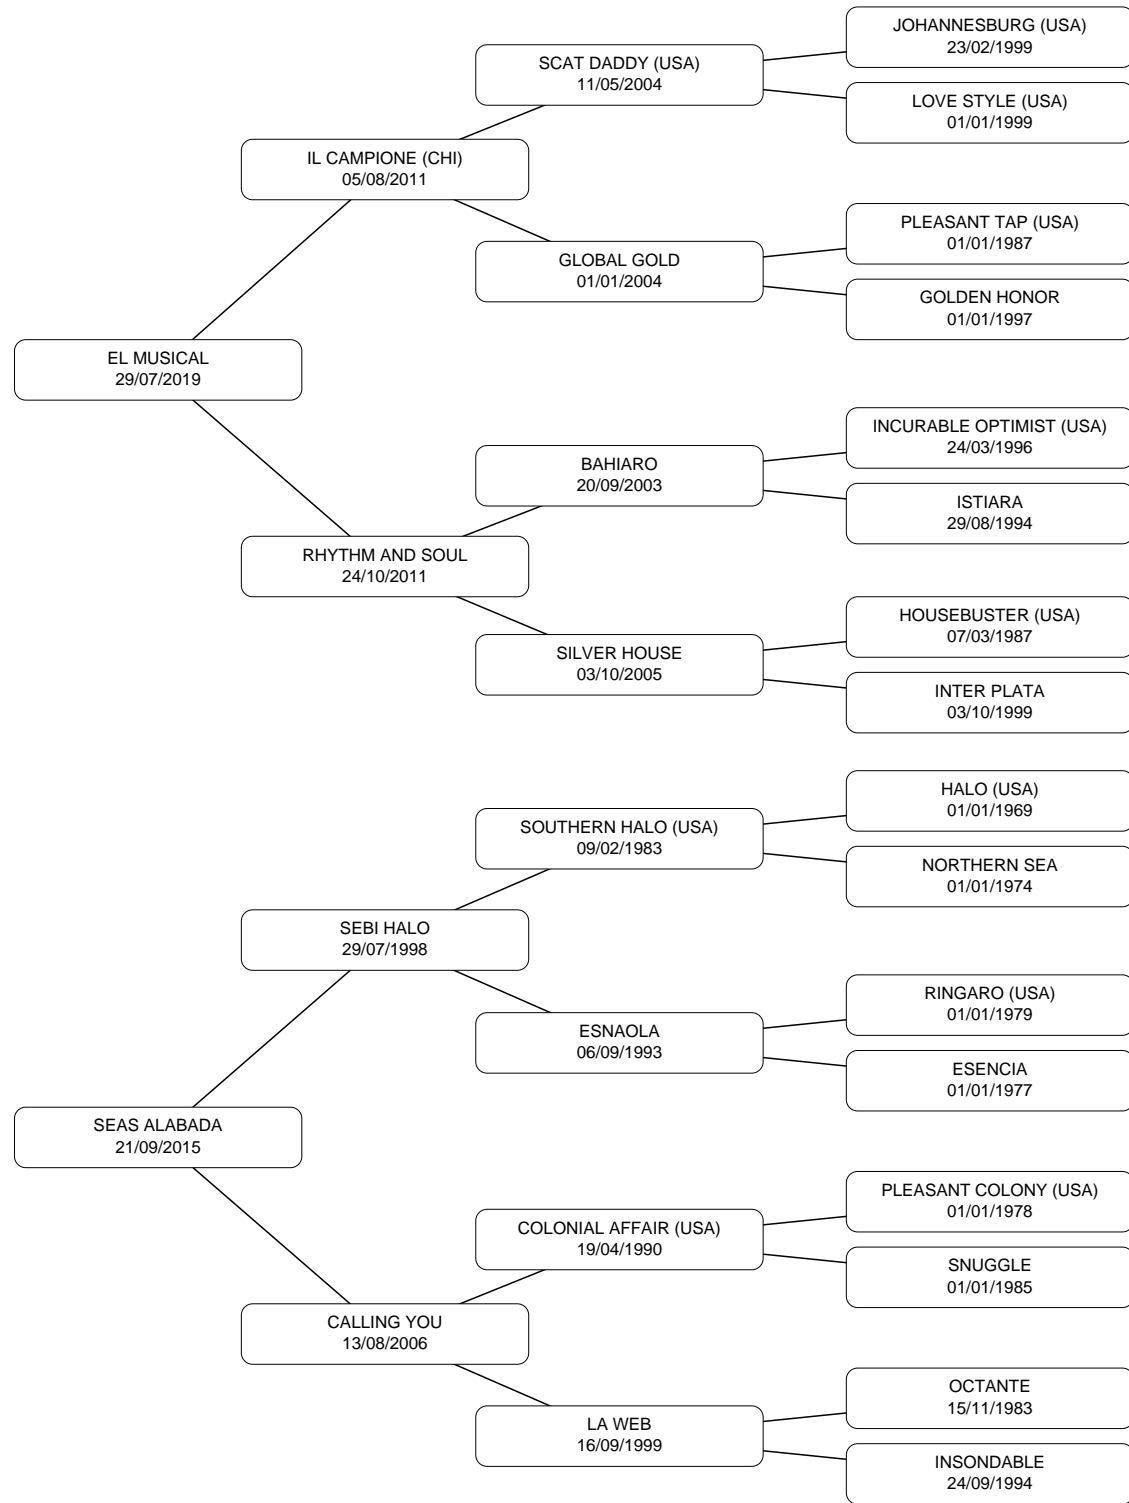 JOHANNESBURG (USA)
23/02/1999
SCAT DADDY (USA)
11/05/2004
LOVE STYLE (USA)
01/01/1999
IL CAMPIONE (CHI)
05/08/2011
PLEASANT TAP (USA)
01/01/1987
GLOBAL GOLD
01/01/2004
GOLDEN HONOR
01/01/1997
EL MUSICAL
29/07/2019
INCURABLE OPTIMIST (USA)
24/03/1996
BAHIARO
20/09/2003
ISTIARA
29/08/1994
RHYTHM AND SOUL
24/10/2011
HOUSEBUSTER (USA)
07/03/1987
SILVER HOUSE
03/10/2005
INTER PLATA
03/10/1999
HALO (USA)
01/01/1969
SOUTHERN HALO (USA)
09/02/1983
NORTHERN SEA
01/01/1974
SEBI HALO
29/07/1998
RINGARO (USA)
01/01/1979
ESNAOLA
06/09/1993
ESENCIA
01/01/1977
SEAS ALABADA
21/09/2015
PLEASANT COLONY (USA)
01/01/1978
COLONIAL AFFAIR (USA)
19/04/1990
SNUGGLE
01/01/1985
CALLING YOU
13/08/2006
OCTANTE
15/11/1983
LA WEB
16/09/1999
INSONDABLE
24/09/1994